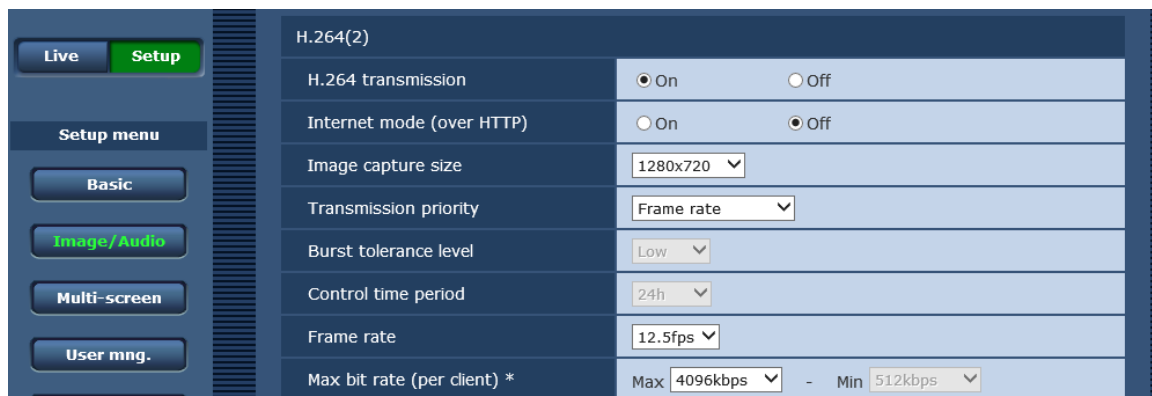 Live Setup
Setup menu
Basic
Image/Audio
Multi-screen
User mng.
H.264(2)
H.264 transmission On Off
Internet mode (over HTTP) On Off
Image capture size 1280x720
Transmission priority Frame rate
Burst tolerance level Low
Control time period 24h
Frame rate 12.5fps
Max bit rate (per client) * Max 4096kbps - Min 512kbps